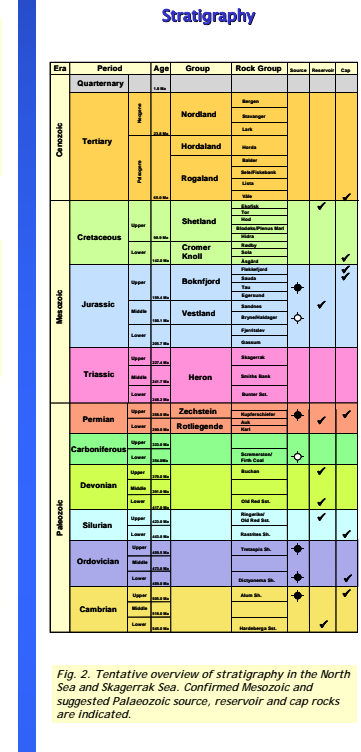 Stratigraphy
Era Period Age Group Rock Group Source Reservoir Cap
Quarternary
Cenozoic
Tertiary
Neogene
Paleogene
Nordland
Bergen
Stavanger
Lark
Hordaland
Horda
Rogaland
Balder
Sele/Fiskebank
Lista
Våle
Mesozoic
Cretaceous
Upper
Shetland
Ekofisk
Tor
Hod
Blodøks/Plenus Marl
Hidra
Lower
Cromer
Knoll
Rødby
Sola
Åsgård
Jurassic
Upper
Boknfjord
Flekkefjord
Sauda
Tau
Egersund
Middle
Vestland
Sandnes
Bryne/Haldager
Lower
Fjerritslev
Gassum
Triassic
Upper
Middle
Lower
Heron
Skagerrak
Smiths Bank
Bunter Sst.
Paleozoic
Permian
Upper
Zechstein
Kupferschiefer
Lower
Rotliegende
Auk
Karl
Carboniferous
Upper
Lower
Firth Coal
Devonian
Upper
Buchan
Middle
Lower
Old Red Sst.
Silurian
Upper
Ringerike/
Old Red Sst.
Lower
Rastrites Sh.
Ordovician
Upper
Middle
Lower
Dictyonema Sh.
Cambrian
Upper
Alum Sh.
Middle
Lower
Hardeberga Sst.
Fig. 2. Tentative overview of stratigraphy in the North
Sea and Skagerrak Sea. Confirmed Mesozoic and
suggested Palaeozoic source, reservoir and cap rocks
are indicated.